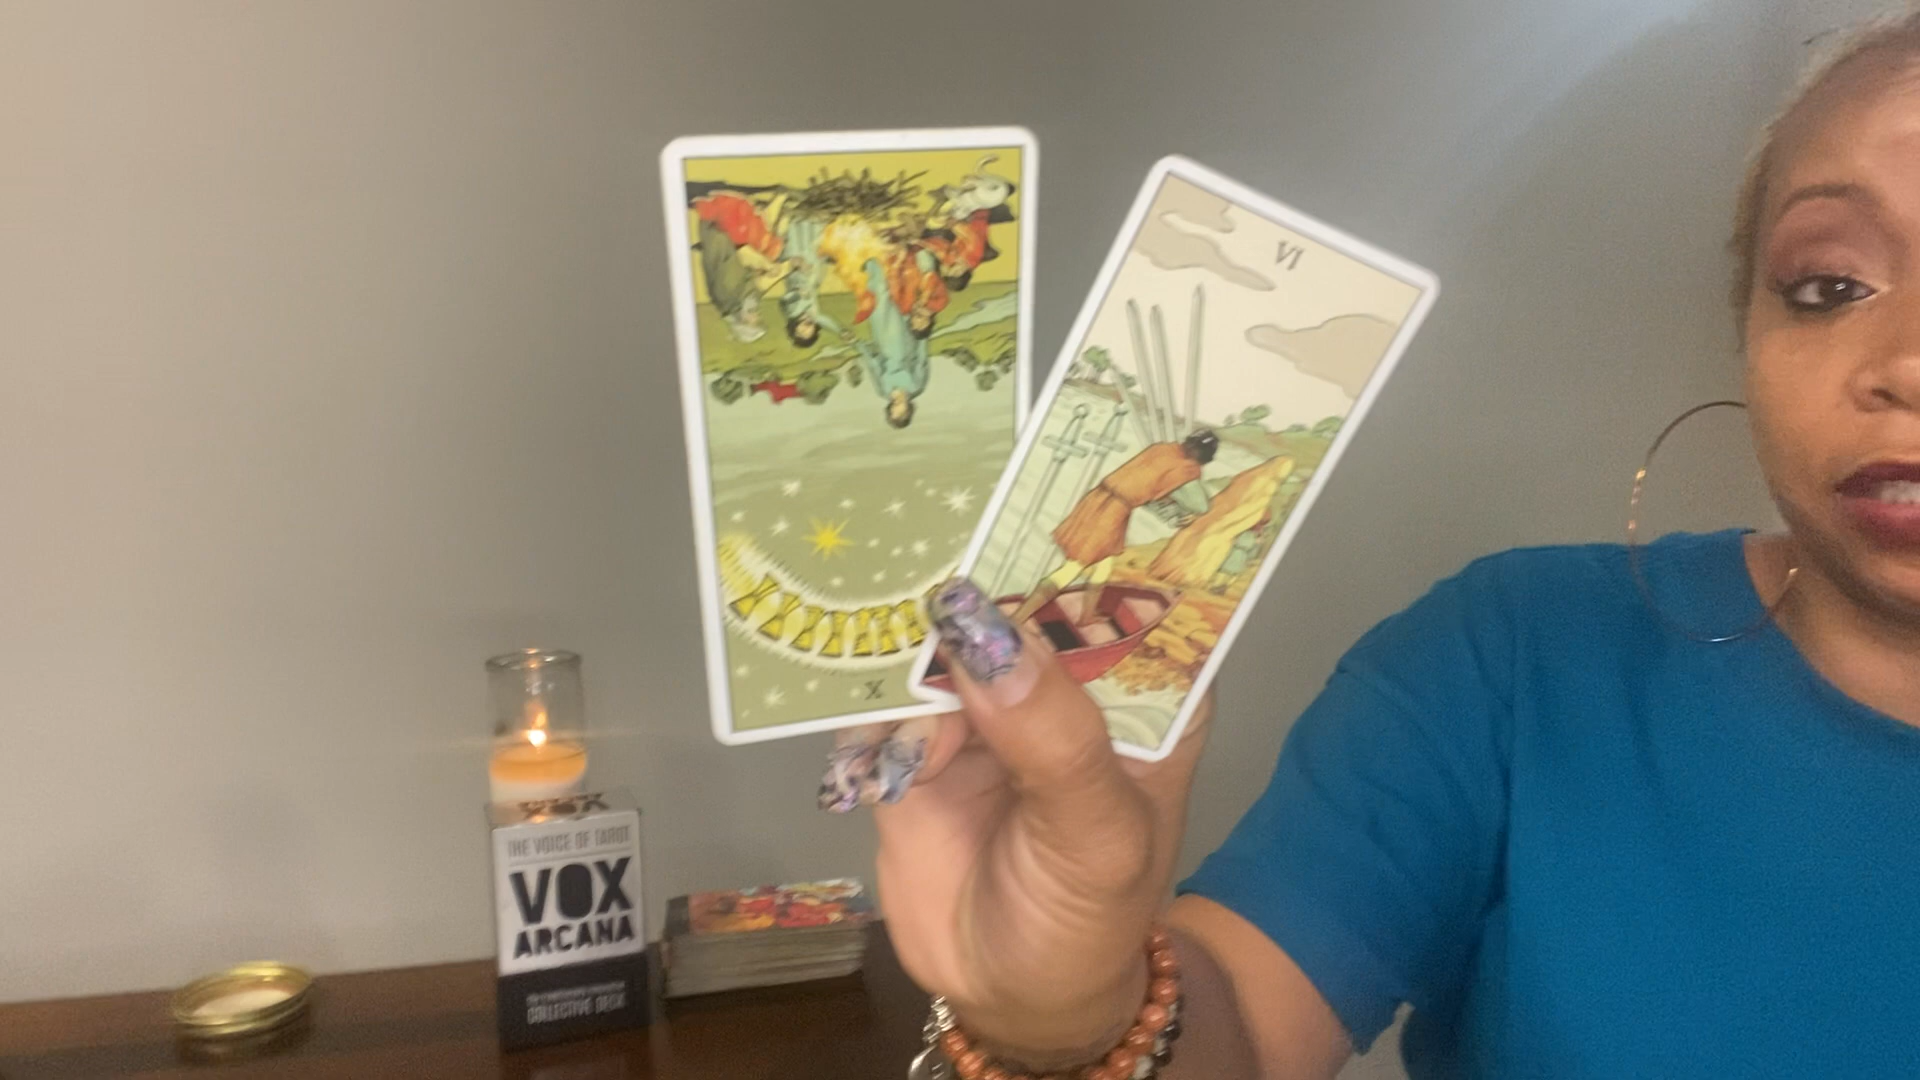 VI
X
THE VOICE OF TAROT
VOX
ARCANA
COLLECTIVE DECK